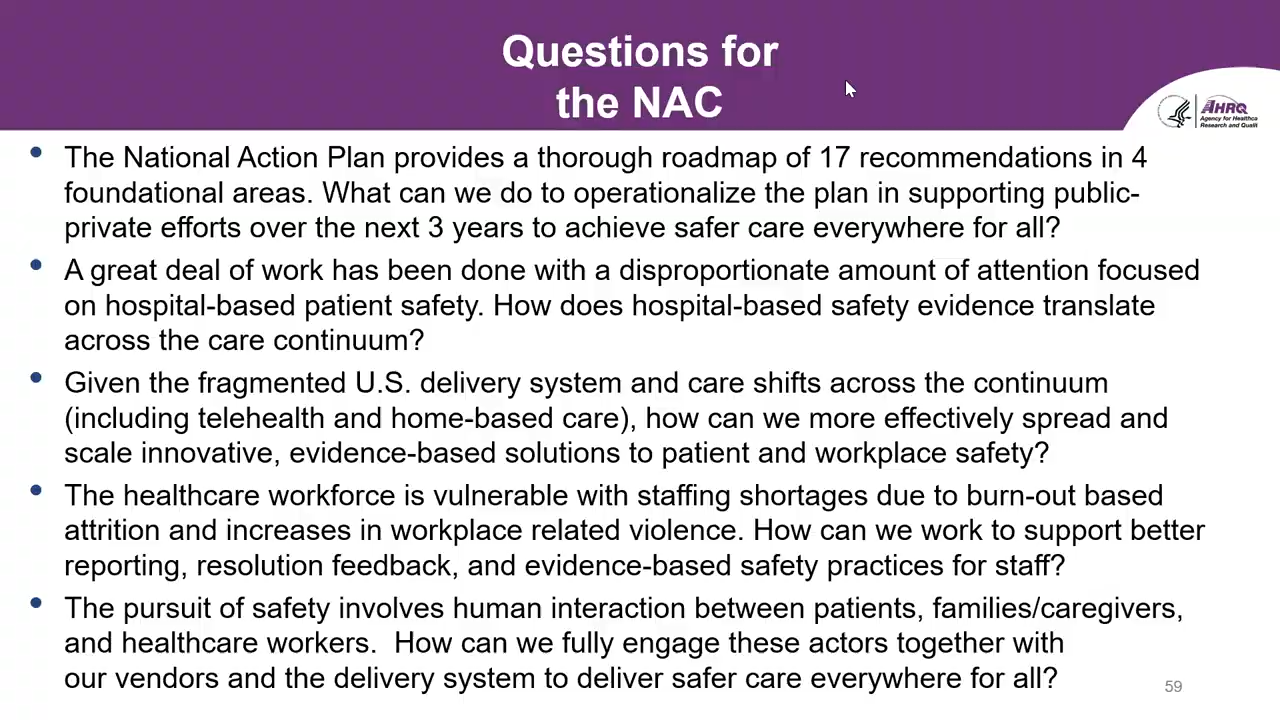 Questions for
the NAC
AHRQ
Agency for Healthca
Research and Qualit
• The National Action Plan provides a thorough roadmap of 17 recommendations in 4
foundational areas. What can we do to operationalize the plan in supporting public-
private efforts over the next 3 years to achieve safer care everywhere for all?
• A great deal of work has been done with a disproportionate amount of attention focused
on hospital-based patient safety. How does hospital-based safety evidence translate
across the care continuum?
• Given the fragmented U.S. delivery system and care shifts across the continuum
(including telehealth and home-based care), how can we more effectively spread and
scale innovative, evidence-based solutions to patient and workplace safety?
• The healthcare workforce is vulnerable with staffing shortages due to burn-out based
attrition and increases in workplace related violence. How can we work to support better
reporting, resolution feedback, and evidence-based safety practices for staff?
• The pursuit of safety involves human interaction between patients, families/caregivers,
and healthcare workers.  How can we fully engage these actors together with
our vendors and the delivery system to deliver safer care everywhere for all?
59